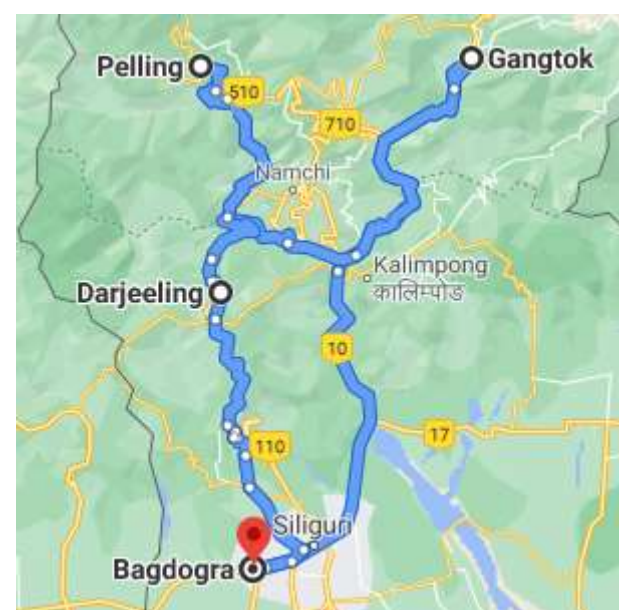 Pelling
Gangtok
510
710
Namchi
Kalimpong
कालिम्पोङ
Darjeeling
10
17
110
Siliguri
Bagdogra